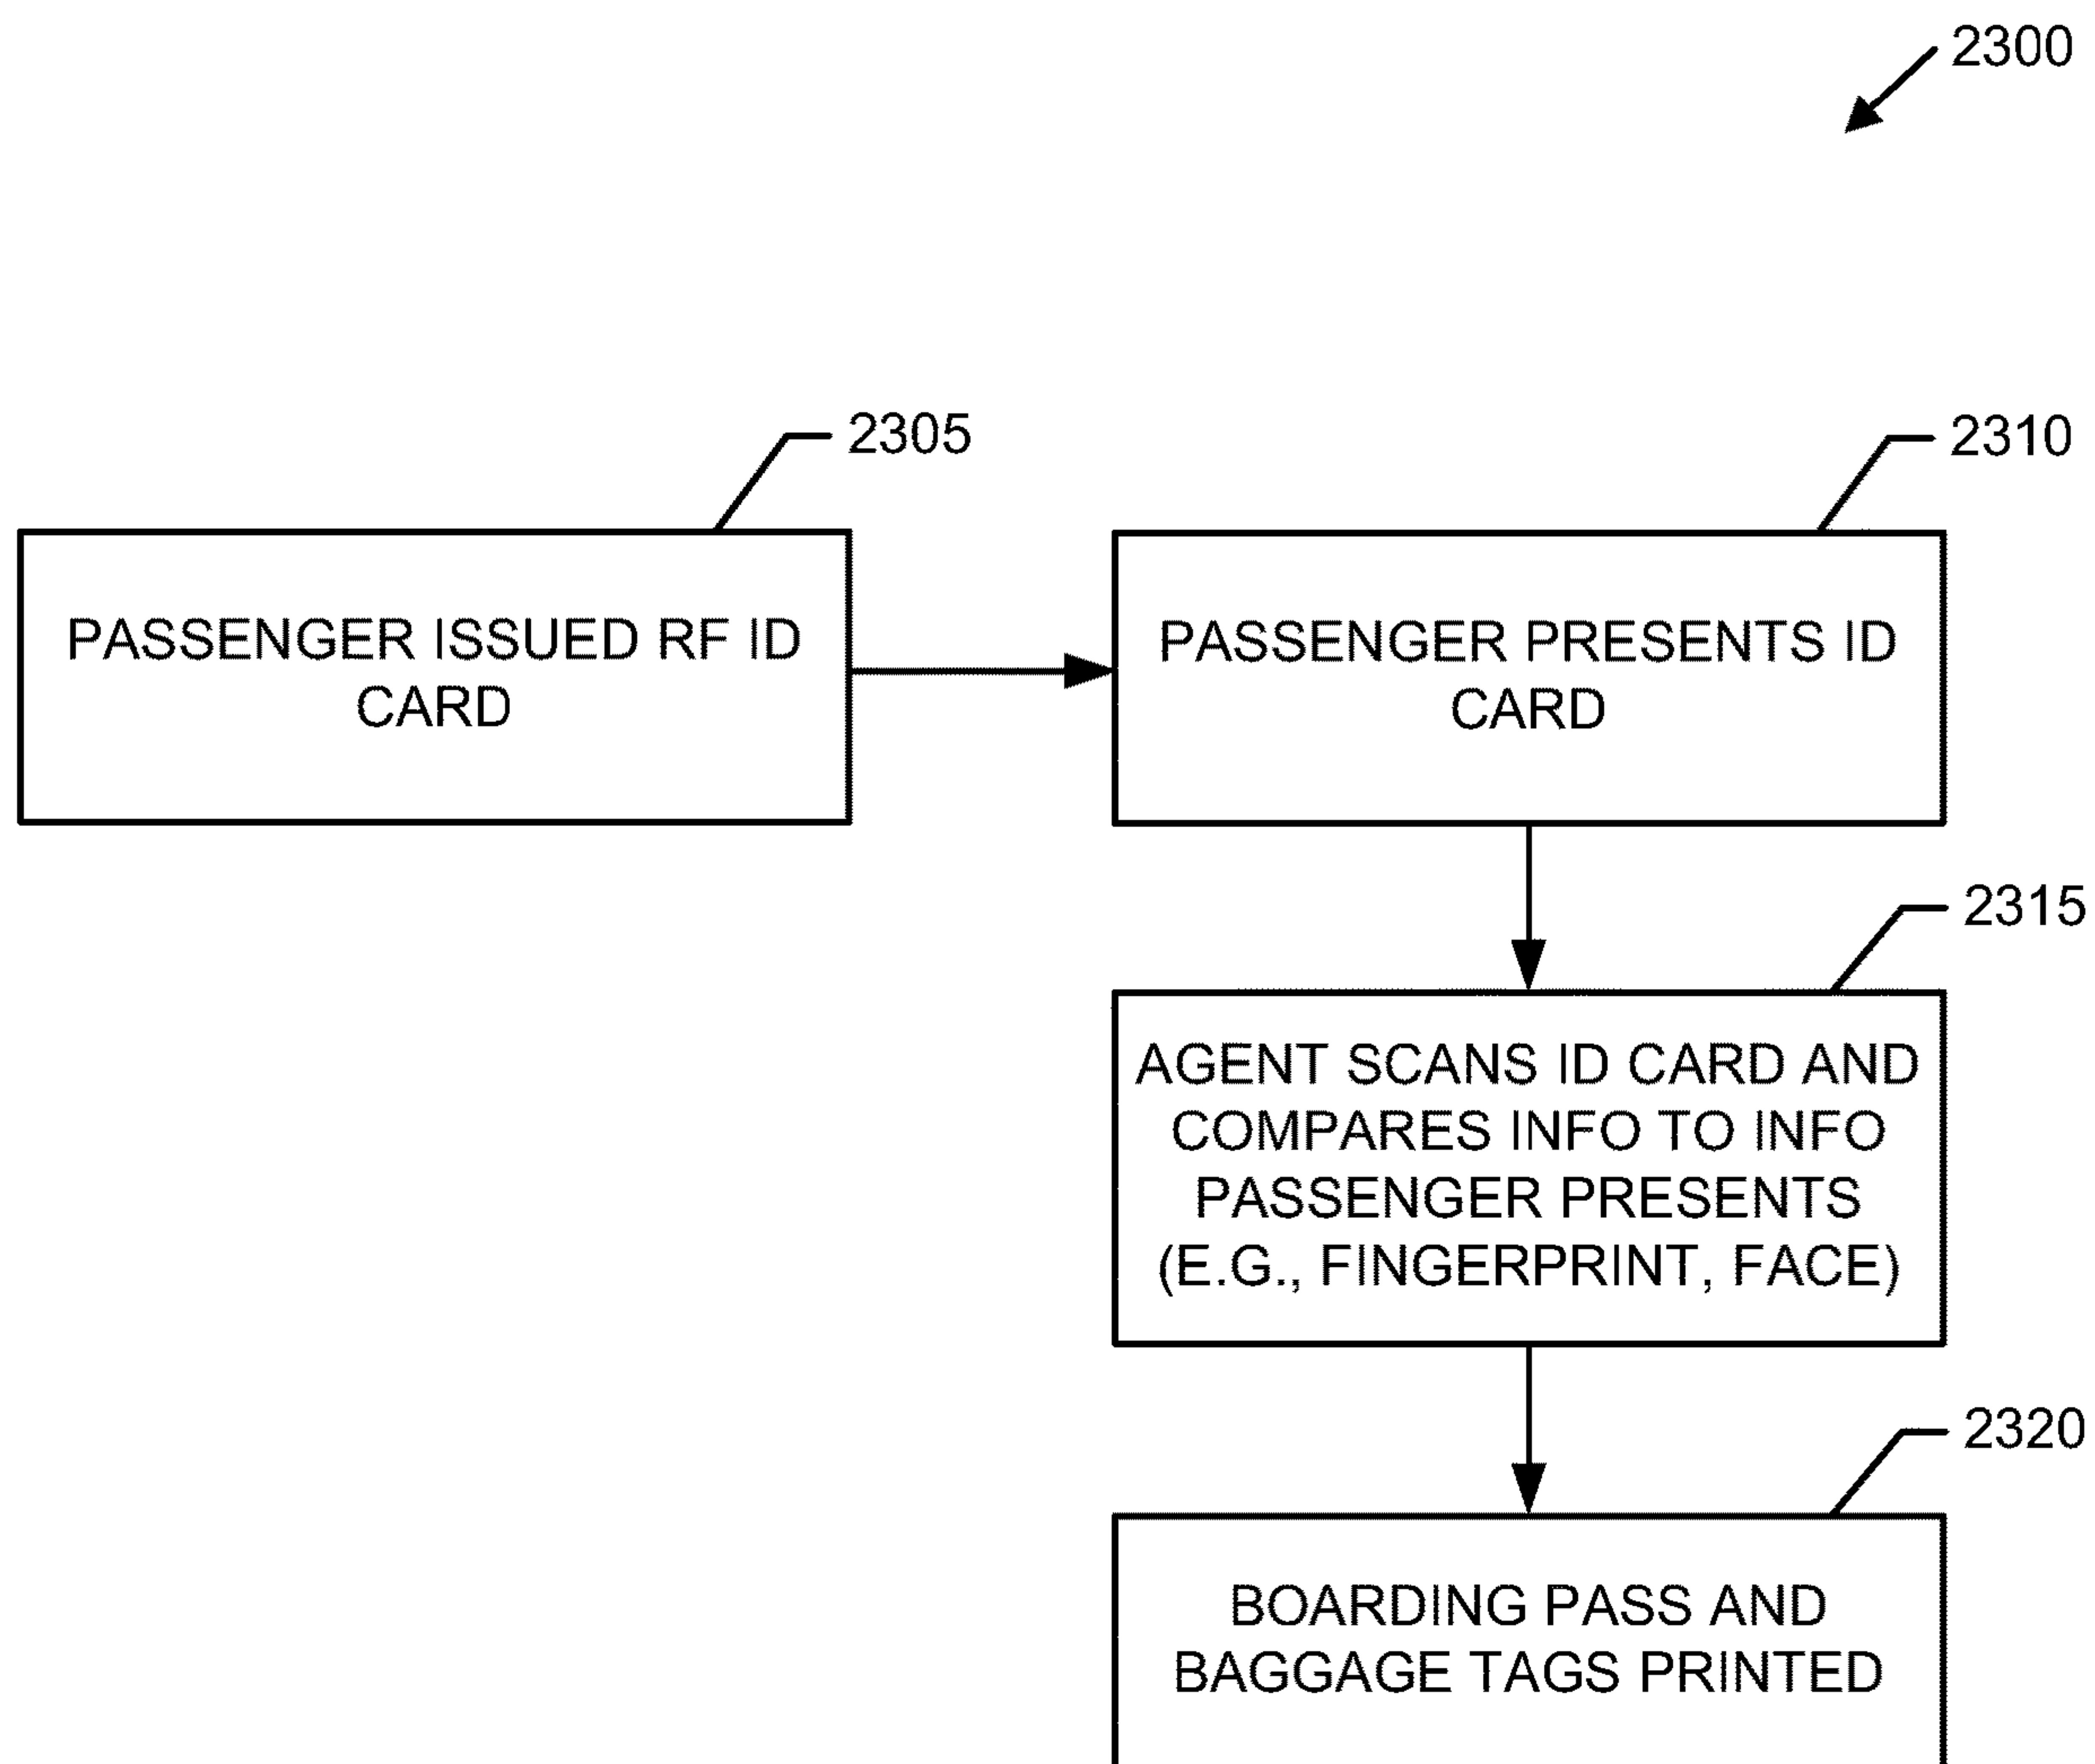 2300
2305
PASSENGER ISSUED RF ID
CARD
2310
PASSENGER PRESENTS ID
CARD
2315
AGENT SCANS ID CARD AND
COMPARES INFO TO INFO
PASSENGER PRESENTS
(E.G., FINGERPRINT, FACE)
2320
BOARDING PASS AND
BAGGAGE TAGS PRINTED